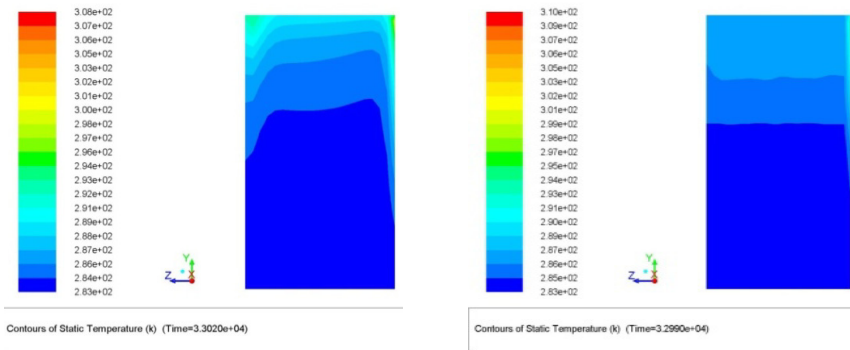 3.08e+02
3.07e+02
3.06e+02
3.05e+02
3.03e+02
3.02e+02
3.01e+02
3.00e+02
2.98e+02
2.97e+02
2.96e+02
2.95e+02
2.93e+02
2.92e+02
2.91e+02
2.89e+02
2.88e+02
2.87e+02
2.86e+02
2.84e+02
2.83e+02
Y
Z
X
Contours of Static Temperature (k) (Time=3.3020e+04)
3.10e+02
3.08e+02
3.07e+02
3.06e+02
3.04e+02
3.03e+02
3.02e+02
3.01e+02
2.99e+02
2.98e+02
2.97e+02
2.95e+02
2.94e+02
2.93e+02
2.91e+02
2.90e+02
2.89e+02
2.87e+02
2.86e+02
2.85e+02
2.83e+02
Y
Z
X
Contours of Static Temperature (k) (Time=3.2990e+04)